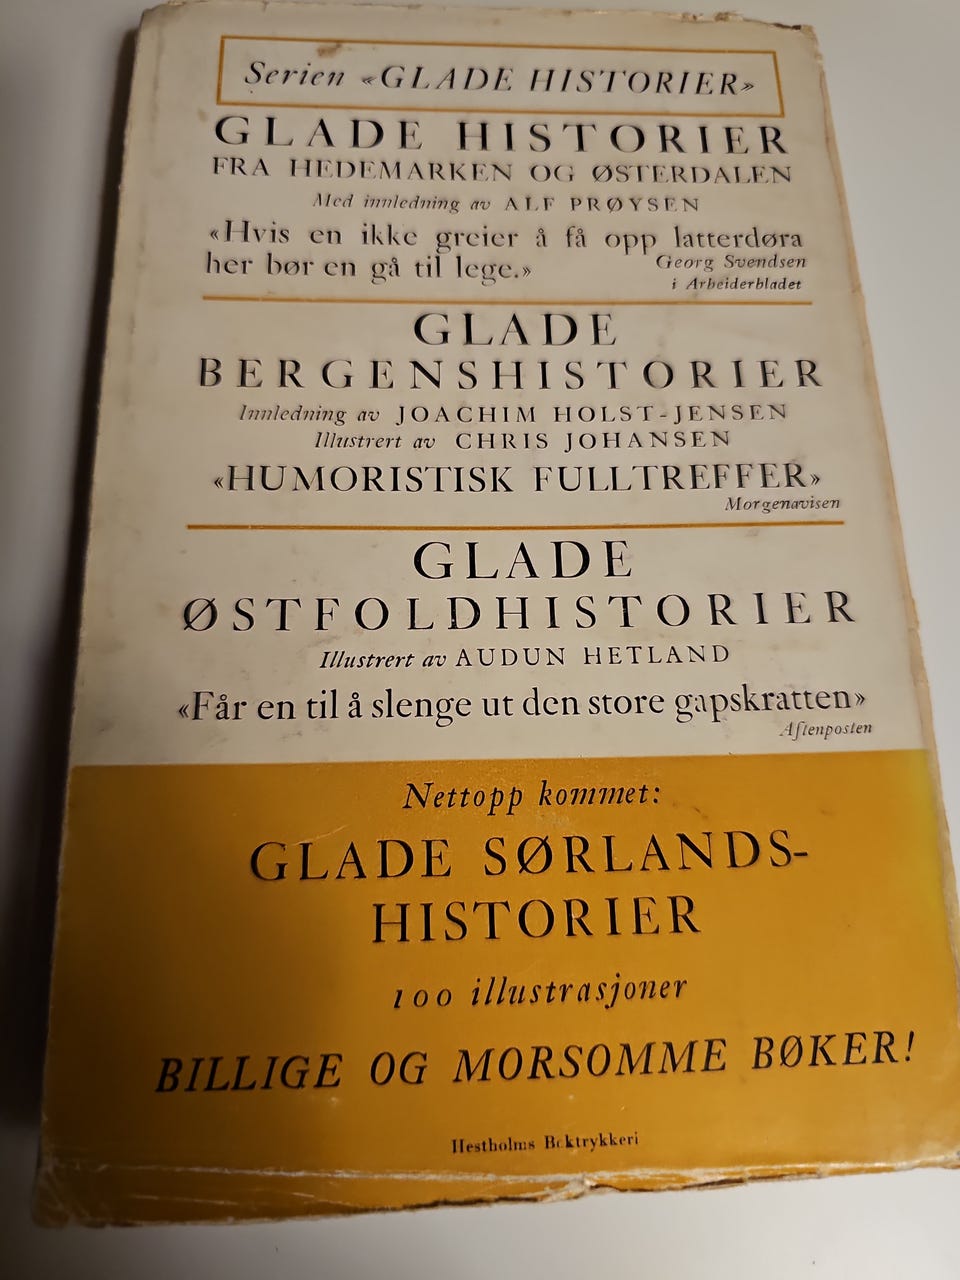 Serien «GLADE HISTORIER»
GLADE HISTORIER
FRA HEDEMARKEN OG ØSTERDALEN
Med innledning av ALF PRØYSEN
«Hvis en ikke greier å få opp latterdøra
her bør en gå til lege.»
Georg Svendsen
i Arbeiderbladet
GLADE
BERGENSHISTORIER
Innledning av JOACHIM HOLST-JENSEN
Illustrert av CHRIS JOHANSEN
«HUMORISTISK FULLTREFFER»
Morgenavisen
GLADE
ØSTFOLDHISTORIER
Illustrert av AUDUN HETLAND
«Får en til å slenge ut den store gapskratten»
Aftenposten
Nettopp kommet:
GLADE SØRLANDS-
HISTORIER
100 illustrasjoner
BILLIGE OG MORSOMME BØKER!
Hestholms Boktrykkeri